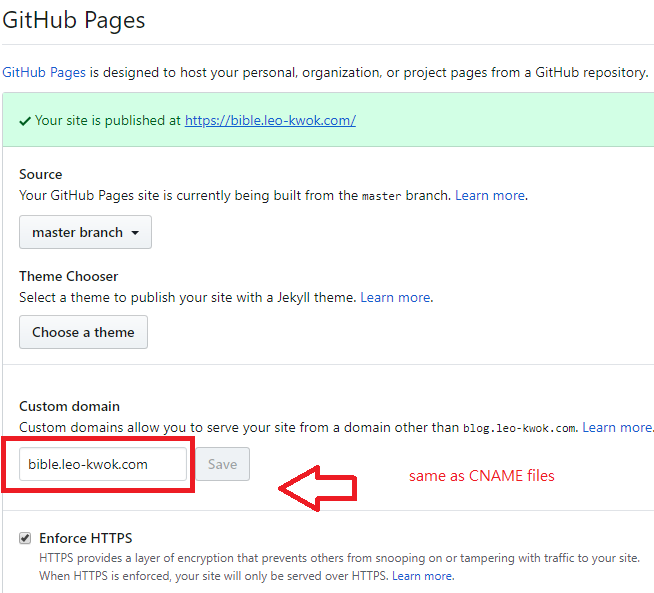 GitHub Pages
GitHub Pages is designed to host your personal, organization, or project pages from a GitHub repository.
Your site is published at https://bible.leo-kwok.com/
Source
Your GitHub Pages site is currently being built from the master branch. Learn more.
master branch
Theme Chooser
Select a theme to publish your site with a Jekyll theme. Learn more.
Choose a theme
Custom domain
Custom domains allow you to serve your site from a domain other than blog.leo-kwok.com. Learn more.
bible.leo-kwok.com Save
same as CNAME files
Enforce HTTPS
HTTPS provides a layer of encryption that prevents others from snooping on or tampering with traffic to your site.
When HTTPS is enforced, your site will only be served over HTTPS. Learn more.